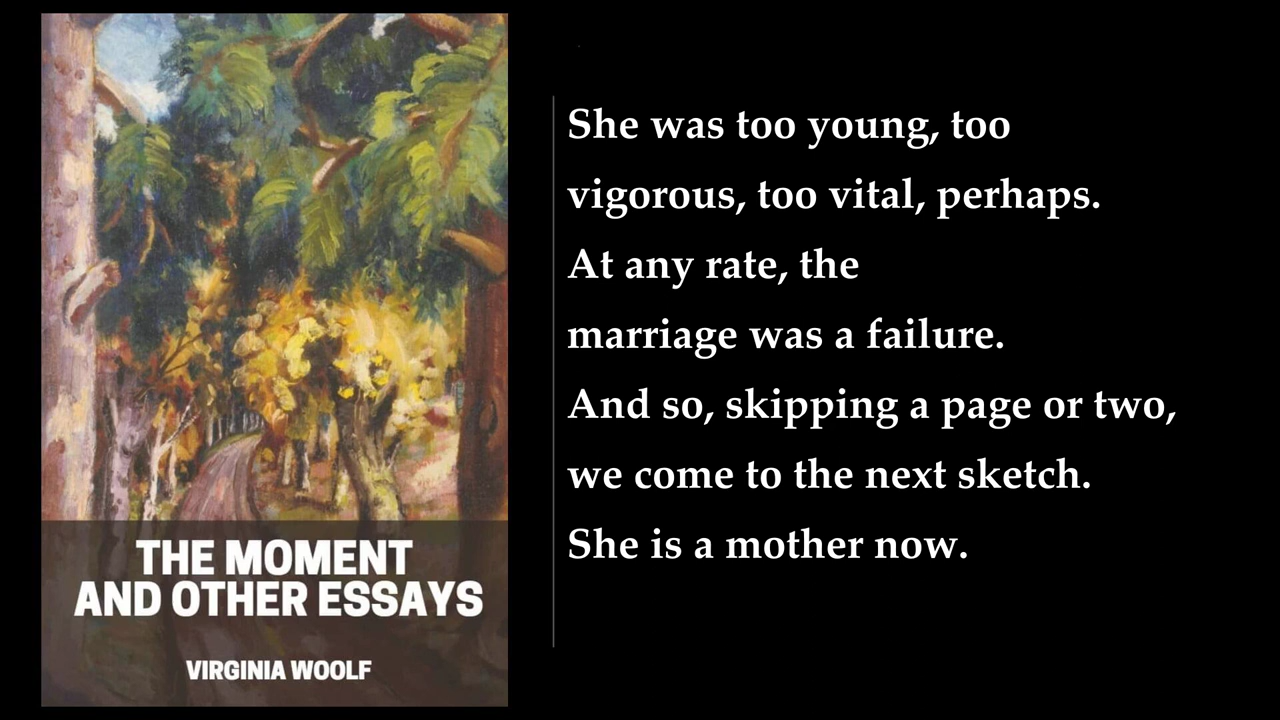 THE MOMENT
AND OTHER ESSAYS
VIRGINIA WOOLF
She was too young, too
vigorous, too vital, perhaps.
At any rate, the
marriage was a failure.
And so, skipping a page or two,
we come to the next sketch.
She is a mother now.